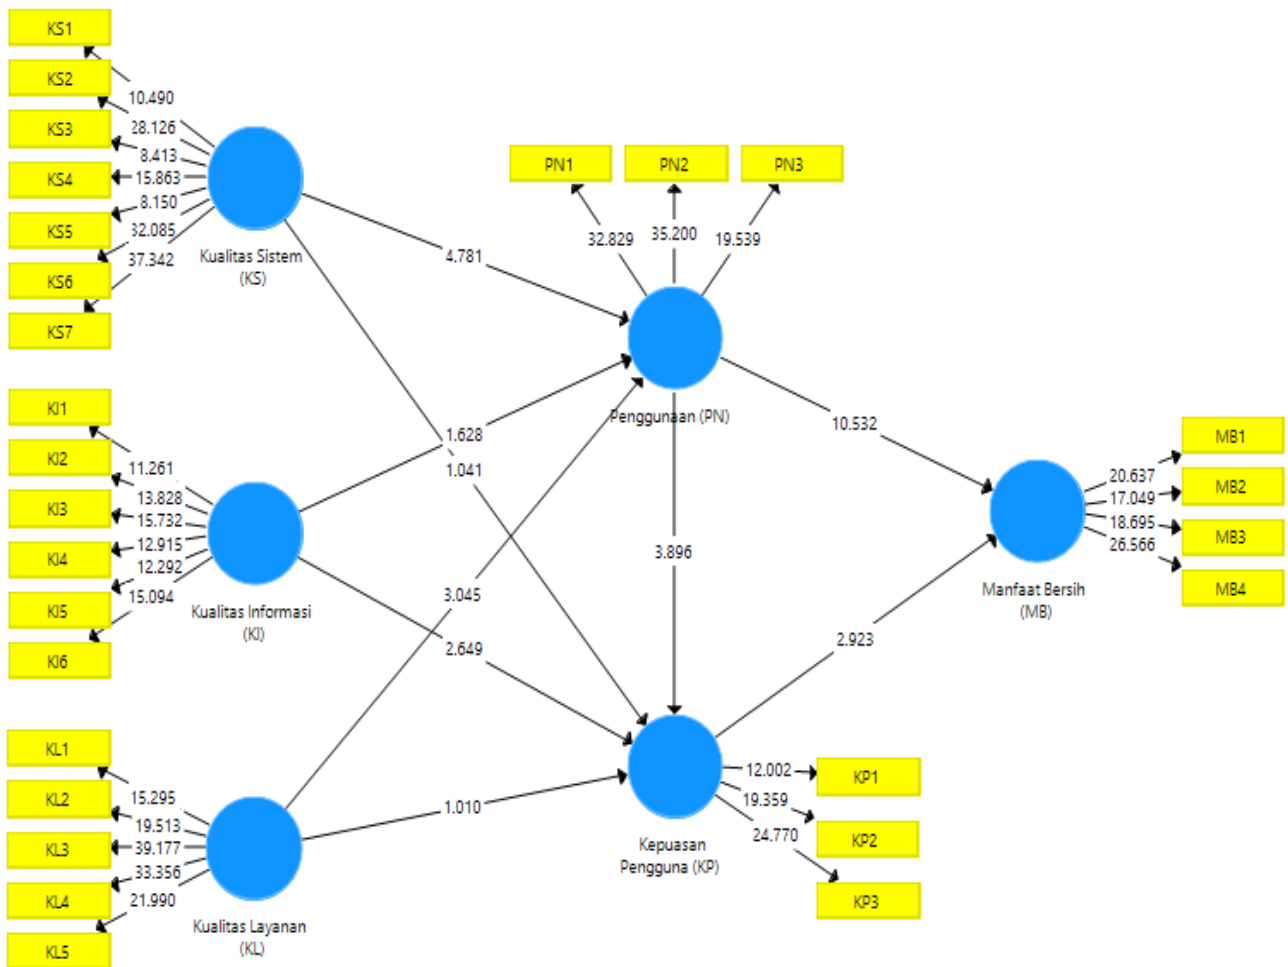 KS1
KS2
KS3
KS4
KS5
KS6
KS7
10.490
28.126
8.413
15.863
8.150
32.085
37.342
Kualitas Sistem
(KS)
KI1
KI2
KI3
KI4
KI5
KI6
11.261
13.828
15.732
12.915
12.292
15.094
Kualitas Informasi
(KI)
KL1
KL2
KL3
KL4
KL5
15.295
19.513
39.177
33.356
21.990
Kualitas Layanan
(KL)
4.781
1.628
1.041
3.045
2.649
1.010
PN1
PN2
PN3
32.829
35.200
19.539
Penggunaan (PN)
3.896
10.532
2.923
Kepuasan
Pengguna (KP)
12.002
19.359
24.770
KP1
KP2
KP3
Manfaat Bersih
(MB)
20.637
17.049
18.695
26.566
MB1
MB2
MB3
MB4